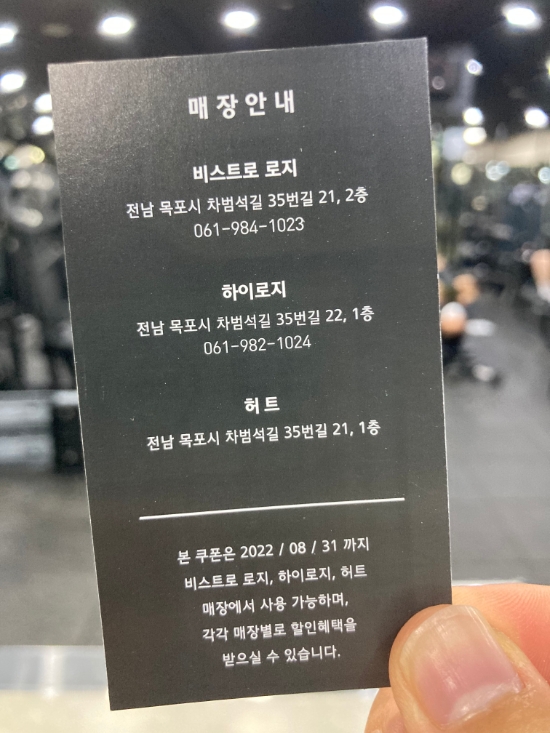 매장안내
비스트로 로지
전남 목포시 차범석길 35번길 21, 2층
061-984-1023
하이로지
전남 목포시 차범석길 35번길 22, 1층
061-982-1024
허트
전남 목포시 차범석길 35번길 21, 1층
본 쿠폰은 2022 / 08 / 31 까지
비스트로 로지, 하이로지, 허트
매장에서 사용 가능하며,
각각 매장별로 할인혜택을
받으실 수 있습니다.